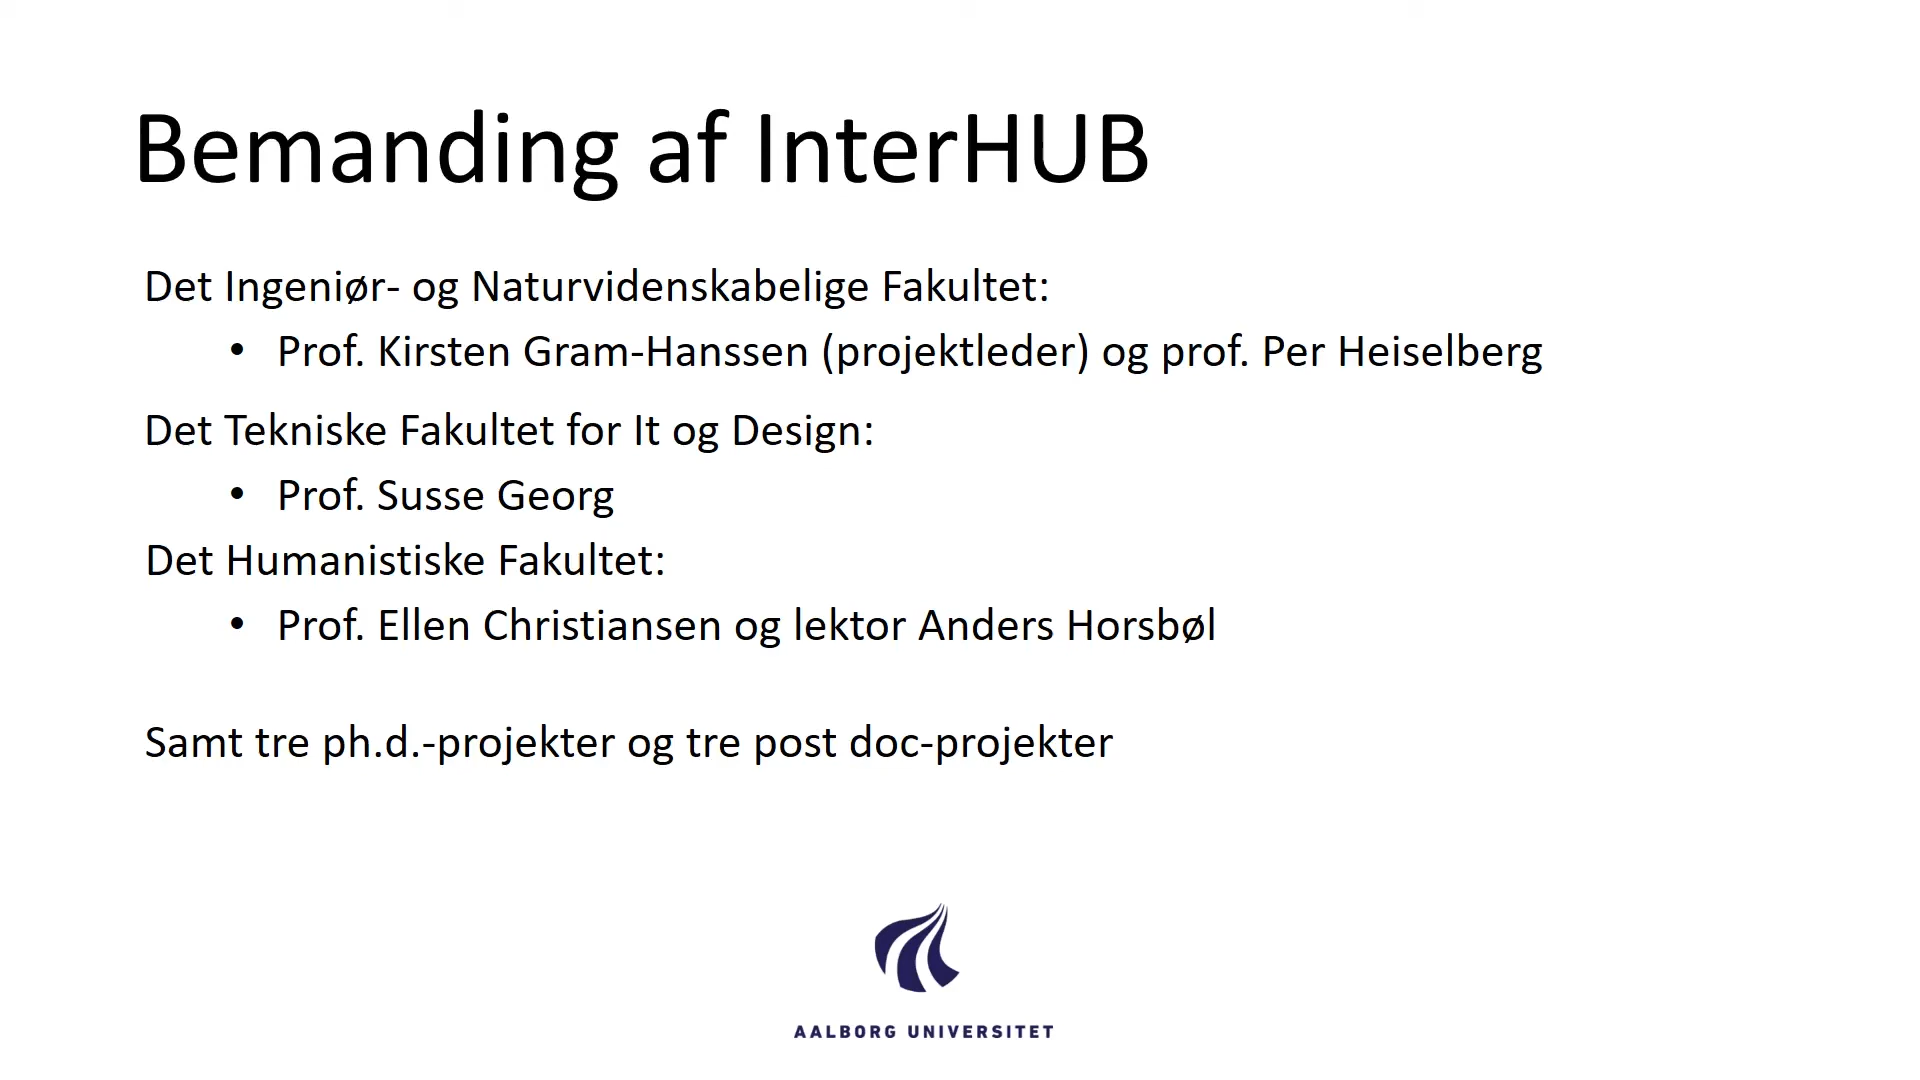 Bemanding af InterHUB
Det Ingeniør- og Naturvidenskabelige Fakultet:
• Prof. Kirsten Gram-Hanssen (projektleder) og prof. Per Heiselberg
Det Tekniske Fakultet for It og Design:
• Prof. Susse Georg
Det Humanistiske Fakultet:
• Prof. Ellen Christiansen og lektor Anders Horsbøl
Samt tre ph.d.-projekter og tre post doc-projekter
AALBORG UNIVERSITET